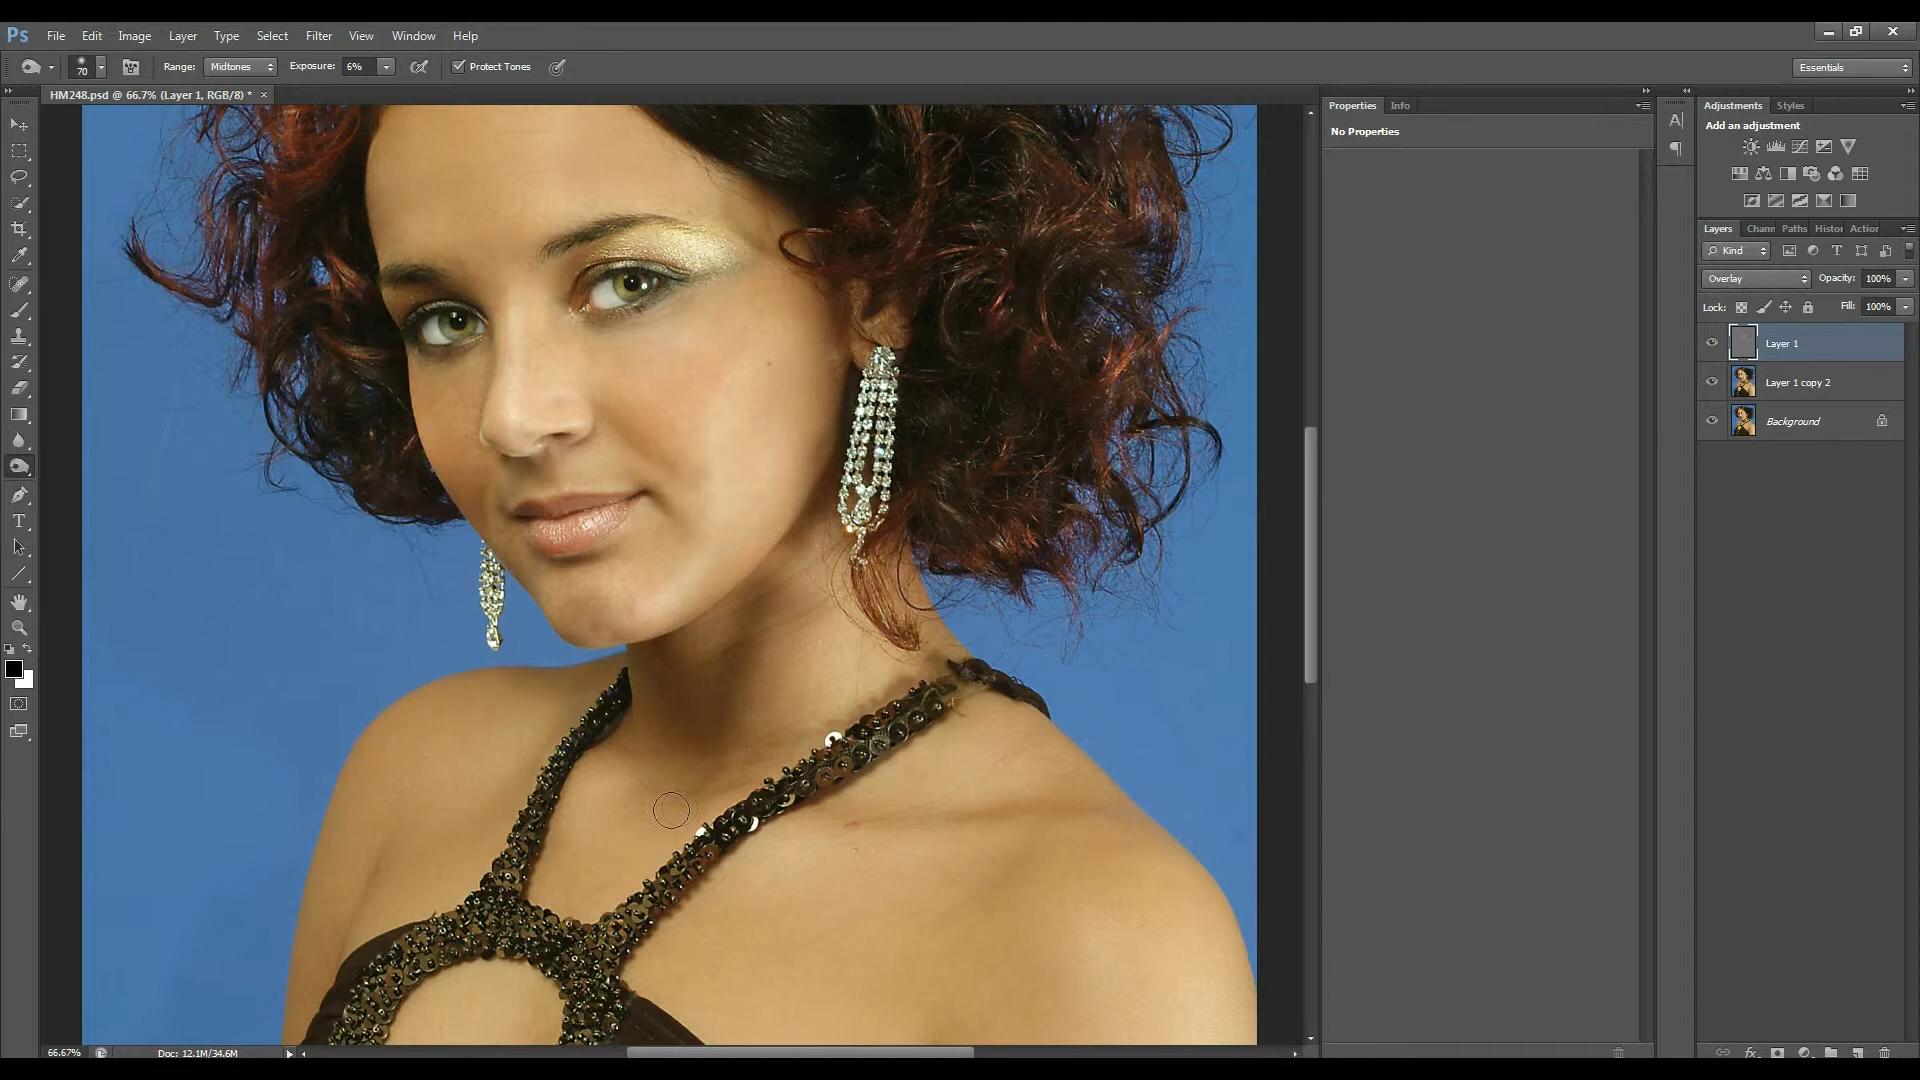 Ps File Edit Image Layer Type Select Filter View Window Help
70 Range: Midtones Exposure: 6% Protect Tones Essentials
HM248.psd @ 66.7% (Layer 1, RGB/8) * ×
Properties Info
No Properties
Adjustments Styles
Add an adjustment
Layers Chann Paths Histor Action
Kind T
Overlay Opacity: 100%
Lock: Fill: 100%
Layer 1
Layer 1 copy 2
Background
A
T
66.67% Doc: 12.1M/34.6M
fx